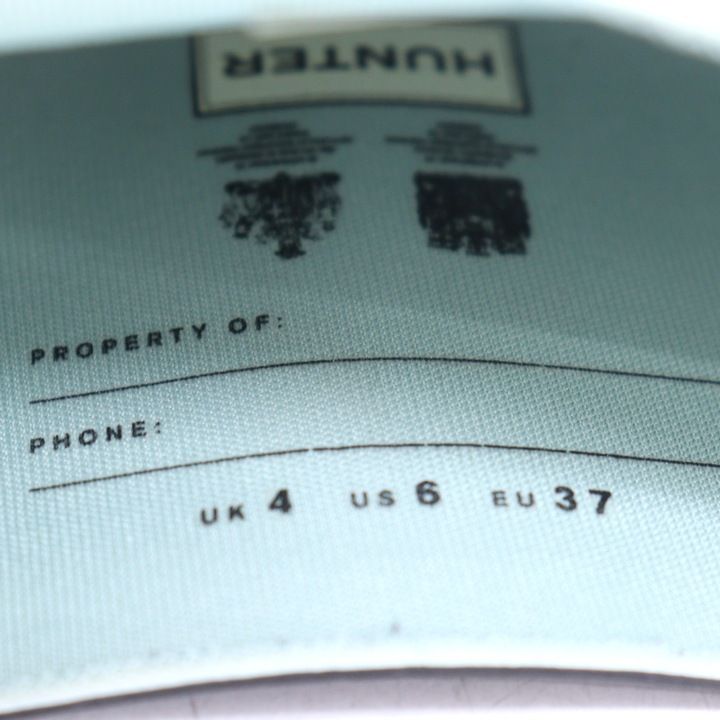 HUNTER
PROPERTY OF:
PHONE:
UK 4 US 6 EU 37